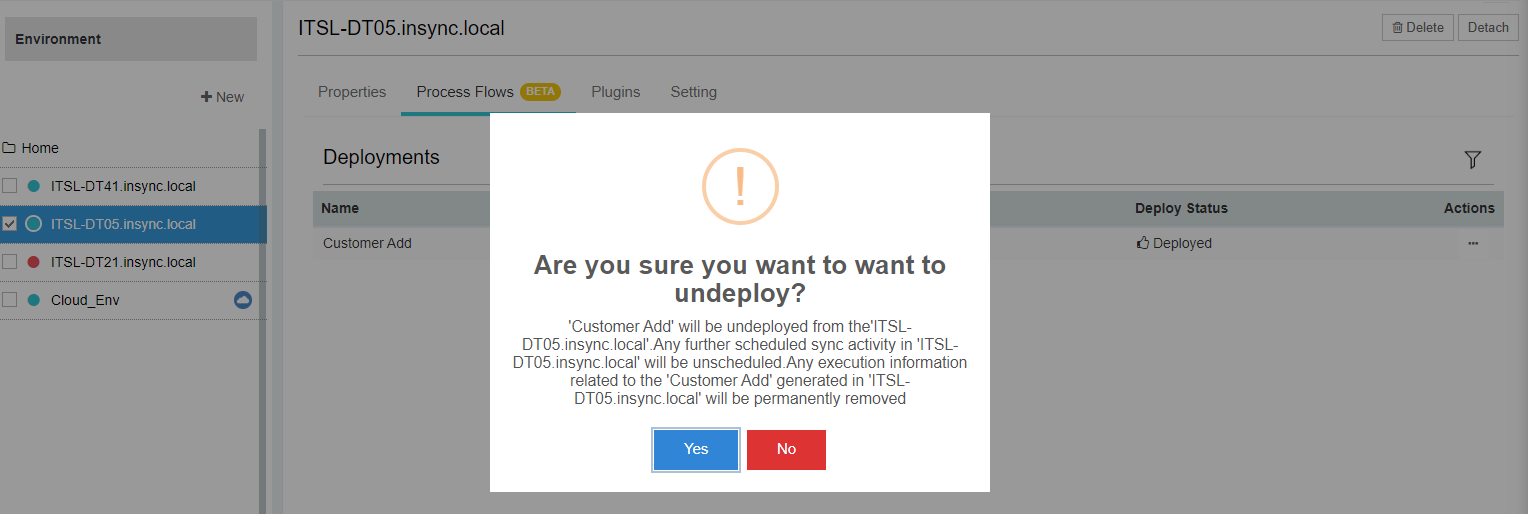 Environment
+ New
Home
ITSL-DT41.insync.local
ITSL-DT05.insync.local
ITSL-DT21.insync.local
Cloud_Env
ITSL-DT05.insync.local
Delete
Detach
Properties
Process Flows BETA
Plugins
Setting
Deployments
Name
Deploy Status
Actions
Customer Add
Deployed
...
!
Are you sure you want to want to
undeploy?
'Customer Add' will be undeployed from the'ITSL-
DT05.insync.local'.Any further scheduled sync activity in 'ITSL-
DT05.insync.local' will be unscheduled.Any execution information
related to the 'Customer Add' generated in 'ITSL-
DT05.insync.local' will be permanently removed
Yes
No